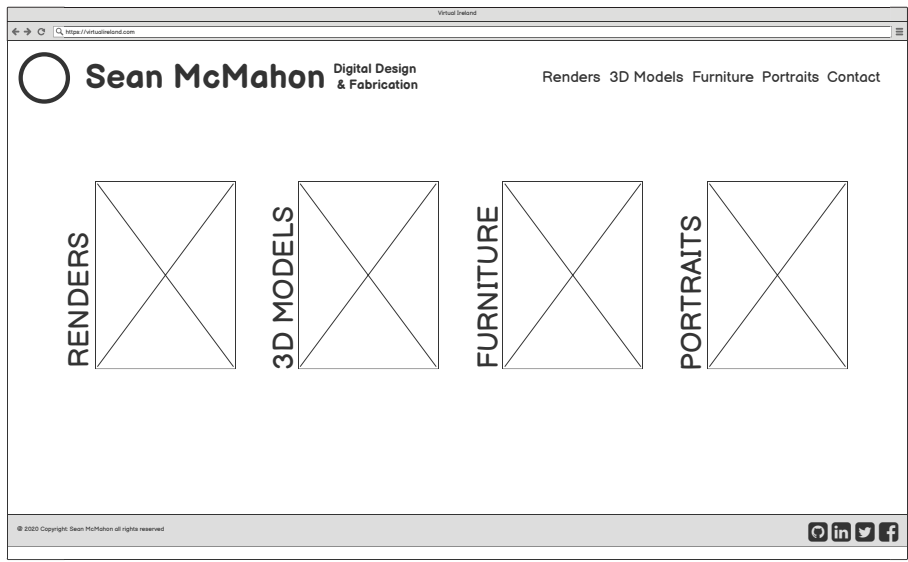 Virtual Ireland
https://virtualireland.com
Sean McMahon
Digital Design
& Fabrication
Renders 3D Models Furniture Portraits Contact
RENDERS
3D MODELS
FURNITURE
PORTRAITS
© 2020 Copyright: Sean McMahon all rights reserved
in
f